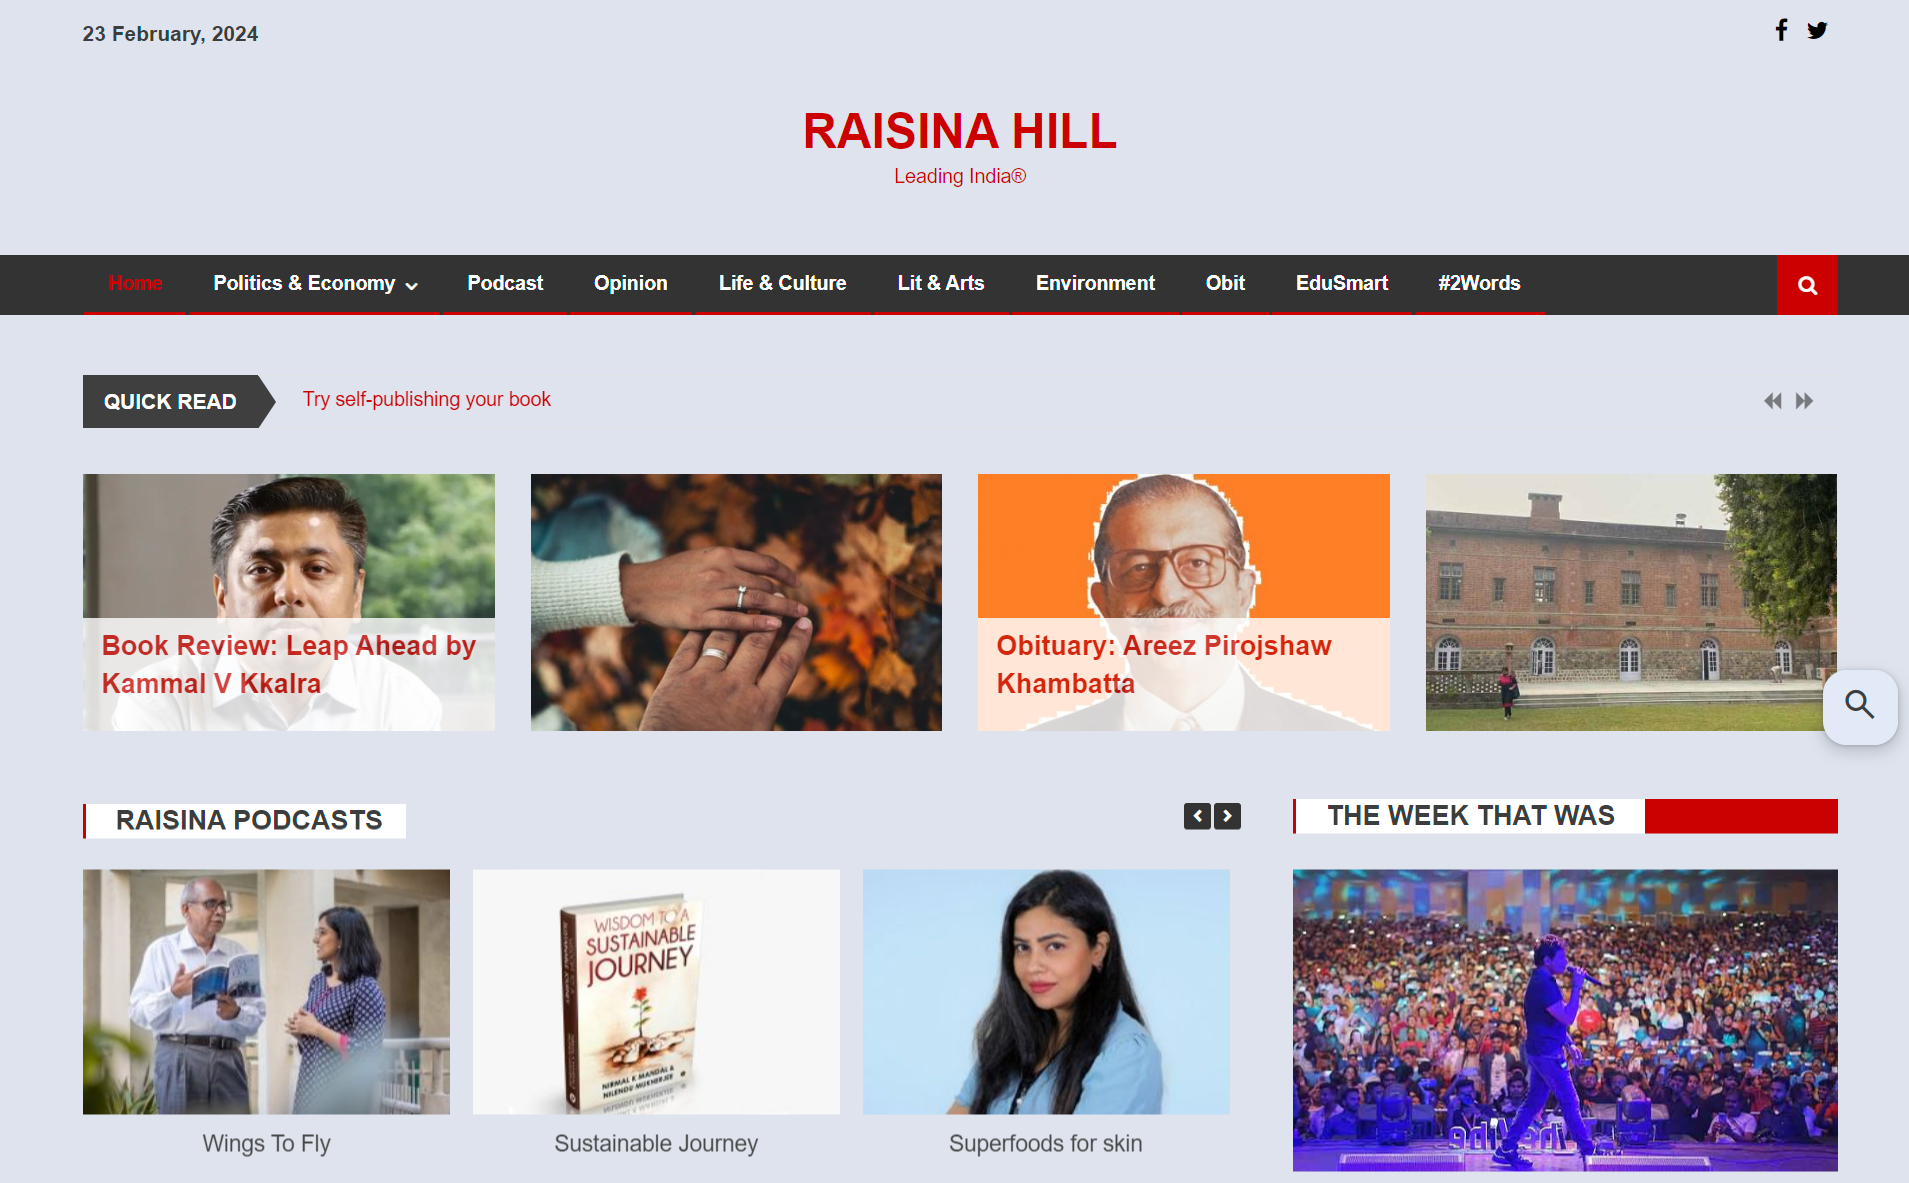 23 February, 2024
RAISINA HILL
Leading India®
Home Politics & Economy Podcast Opinion Life & Culture Lit & Arts Environment Obit EduSmart #2Words
QUICK READ Try self-publishing your book
Book Review: Leap Ahead by
Kammal V Kkalra
Obituary: Areez Pirojshaw
Khambatta
RAISINA PODCASTS
THE WEEK THAT WAS
WISDOM TO A
SUSTAINABLE
JOURNEY
NIRMAL K MANDAL &
NILENDU MUKHERJEE
Wings To Fly
Sustainable Journey
Superfoods for skin